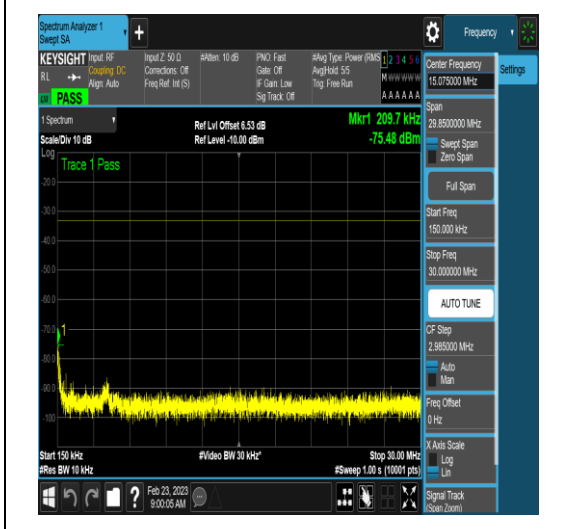 Spectrum Analyzer 1
Swept SA
+
Frequency
KEYSIGHT
Input: RF
Coupling: DC
Align: Auto
Input Z: 50 Ω
Corrections: Off
Freq Ref: Int (S)
#Atten: 10 dB
PNO: Fast
Gate: Off
IF Gain: Low
Sig Track: Off
#Avg Type: Power (RMS
Avg|Hold: 5/5
Trig: Free Run
1 2 3 4 5 6
M W W W W W
A A A A A A
RL
PASS
Center Frequency
15.075000 MHz
Settings
Span
29.8500000 MHz
Swept Span
Zero Span
Full Span
Start Freq
150.000 kHz
Stop Freq
30.000000 MHz
AUTO TUNE
CF Step
2.985000 MHz
Auto
Man
Freq Offset
0 Hz
X Axis Scale
Log
Lin
Signal Track
(Span Zoom)
1 Spectrum
Scale/Div 10 dB
Ref Lvl Offset 6.53 dB
Ref Level -10.00 dBm
Mkr1 209.7 kHz
-75.48 dBm
Log
Trace 1 Pass
-20.0
-30.0
-40.0
-50.0
-60.0
-70.0
1
-80.0
-90.0
-100
Start 150 kHz
#Video BW 30 kHz*
Stop 30.00 MHz
#Res BW 10 kHz
#Sweep 1.00 s (10001 pts)
?
Feb 23, 2023
9:00:05 AM